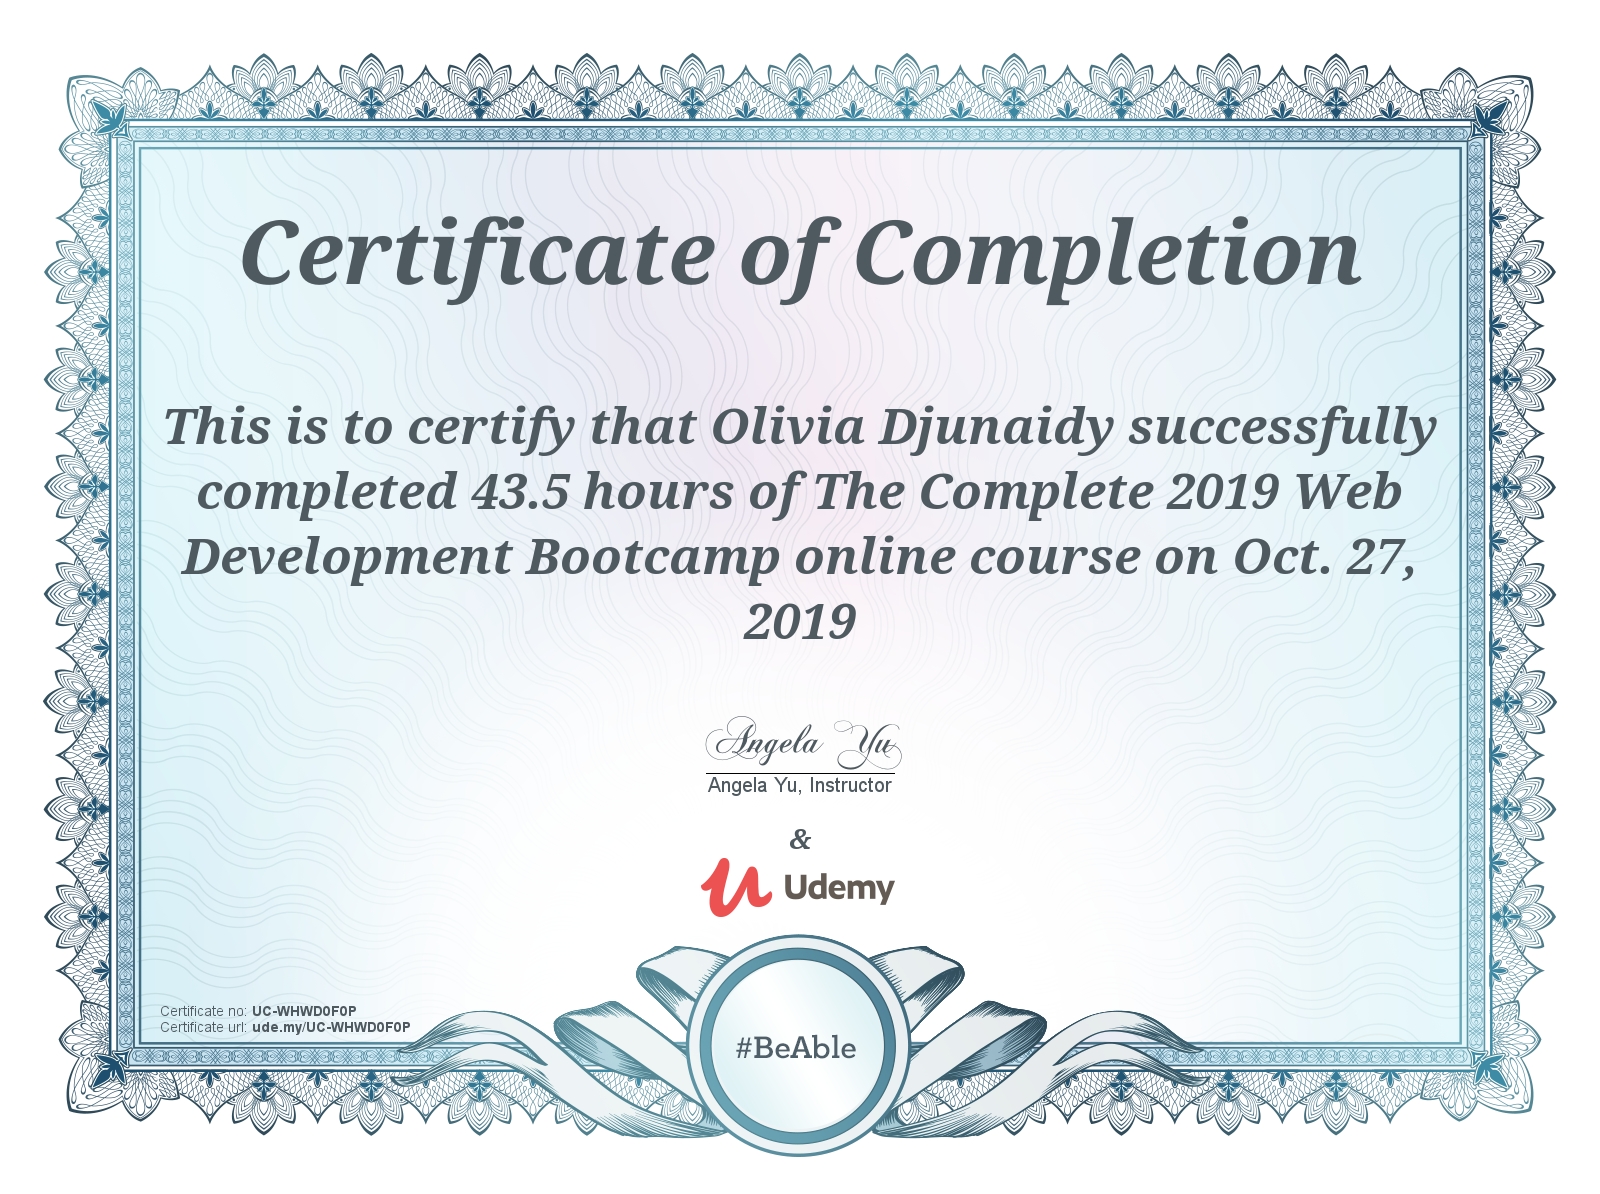 Certificate of Completion
This is to certify that Olivia Djunaidy successfully
completed 43.5 hours of The Complete 2019 Web
Development Bootcamp online course on Oct. 27,
2019
Angela Yu
Angela Yu, Instructor
&
Udemy
Certificate no: UC-WHWD0F0P
Certificate url: ude.my/UC-WHWD0F0P
#BeAble